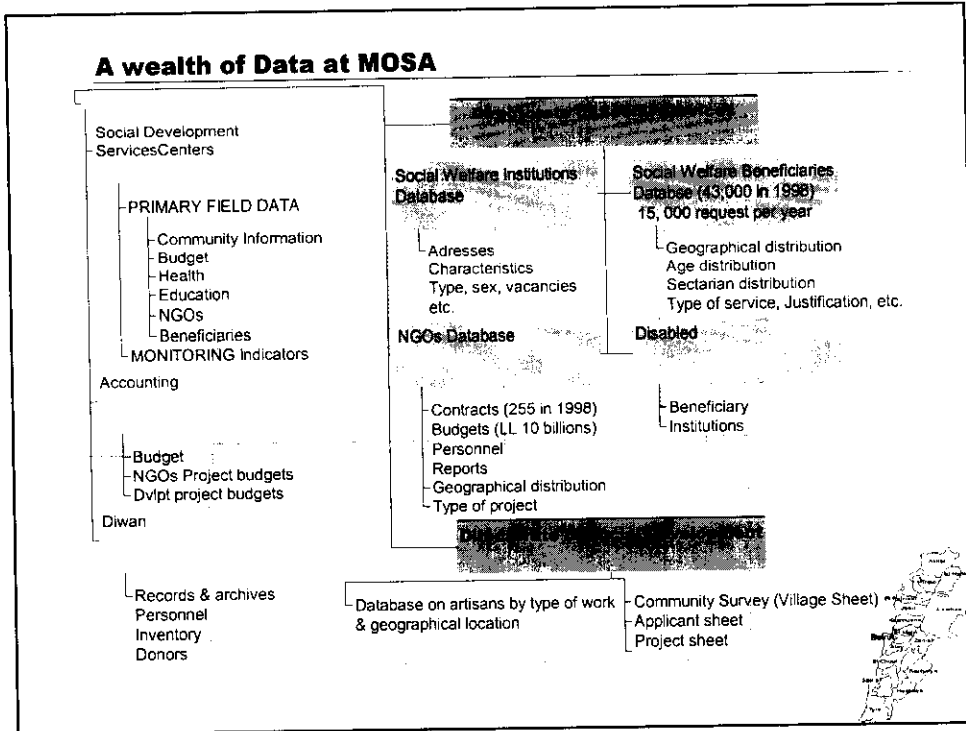 A wealth of Data at MOSA
Social Development
ServicesCenters
PRIMARY FIELD DATA
Community Information
Budget
Health
Education
NGOs
Beneficiaries
MONITORING Indicators
Accounting
Budget
NGOs Project budgets
Dvlpt project budgets
Diwan
Records & archives
Personnel
Inventory
Donors
Social Welfare Institutions
Database
Adresses
Characteristics
Type, sex, vacancies
etc.
NGOs Database
Contracts (255 in 1998)
Budgets (LL 10 billions)
Personnel
Reports
Geographical distribution
Type of project
Social Welfare Beneficiaries
Databse (43,000 in 1998)
15, 000 request per year
Geographical distribution
Age distribution
Sectarian distribution
Type of service, Justification, etc.
Disabled
Beneficiary
Institutions
Database on artisans by type of work
& geographical location
Community Survey (Village Sheet)
Applicant sheet
Project sheet
Beirut
Tyre